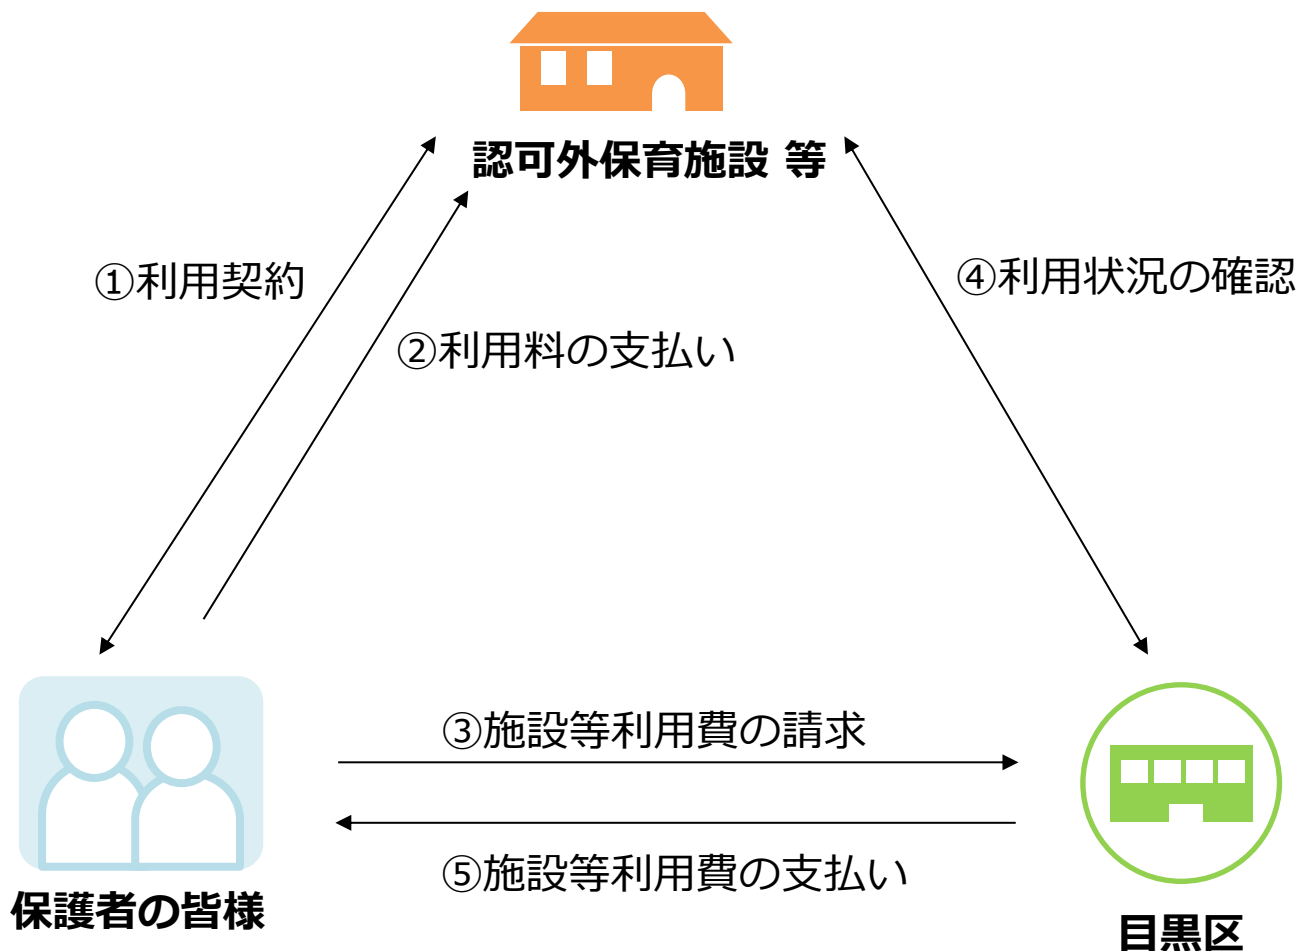 認可外保育施設 等
①利用契約
④利用状況の確認
②利用料の支払い
③施設等利用費の請求
⑤施設等利用費の支払い
保護者の皆様
目黒区